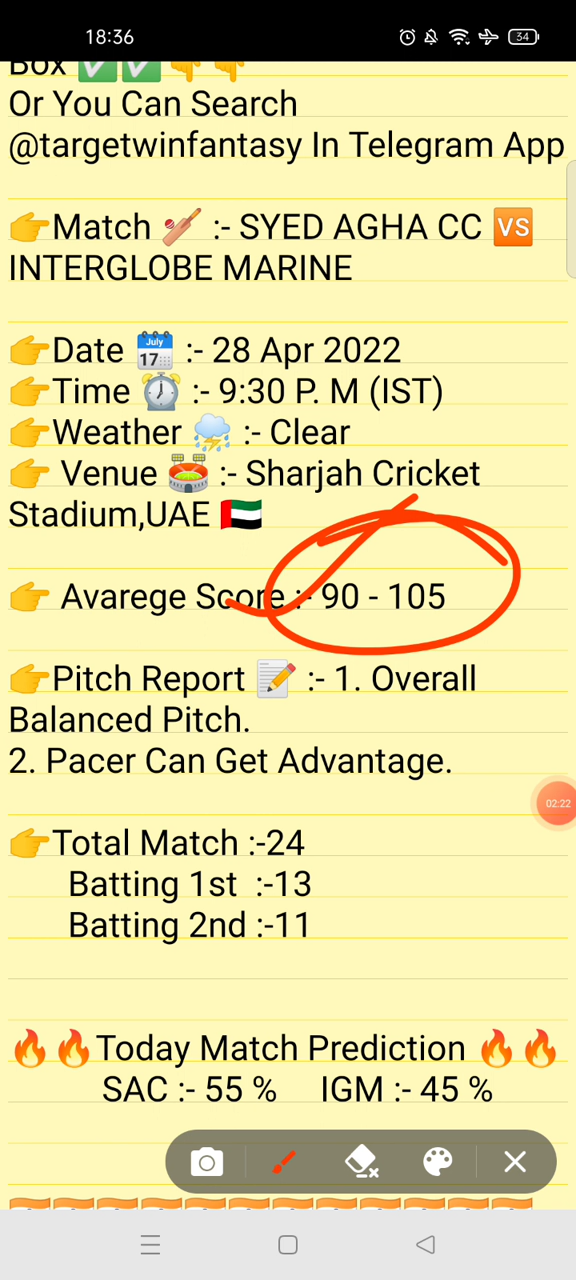 18:36
34
Box ✅✅👇👇
Or You Can Search
@targetwinfantasy In Telegram App
👉Match 🏏 :- SYED AGHA CC 🆚
INTERGLOBE MARINE
👉Date 📅 :- 28 Apr 2022
👉Time ⏰ :- 9:30 P. M (IST)
👉Weather ⛈️ :- Clear
👉 Venue 🏟️ :- Sharjah Cricket
Stadium,UAE 🇦🇪
👉 Avarege Score :- 90 - 105
👉Pitch Report 📝 :- 1. Overall
Balanced Pitch.
2. Pacer Can Get Advantage.
02:22
👉Total Match :-24
Batting 1st :-13
Batting 2nd :-11
🔥🔥Today Match Prediction 🔥🔥
SAC :- 55 % IGM :- 45 %